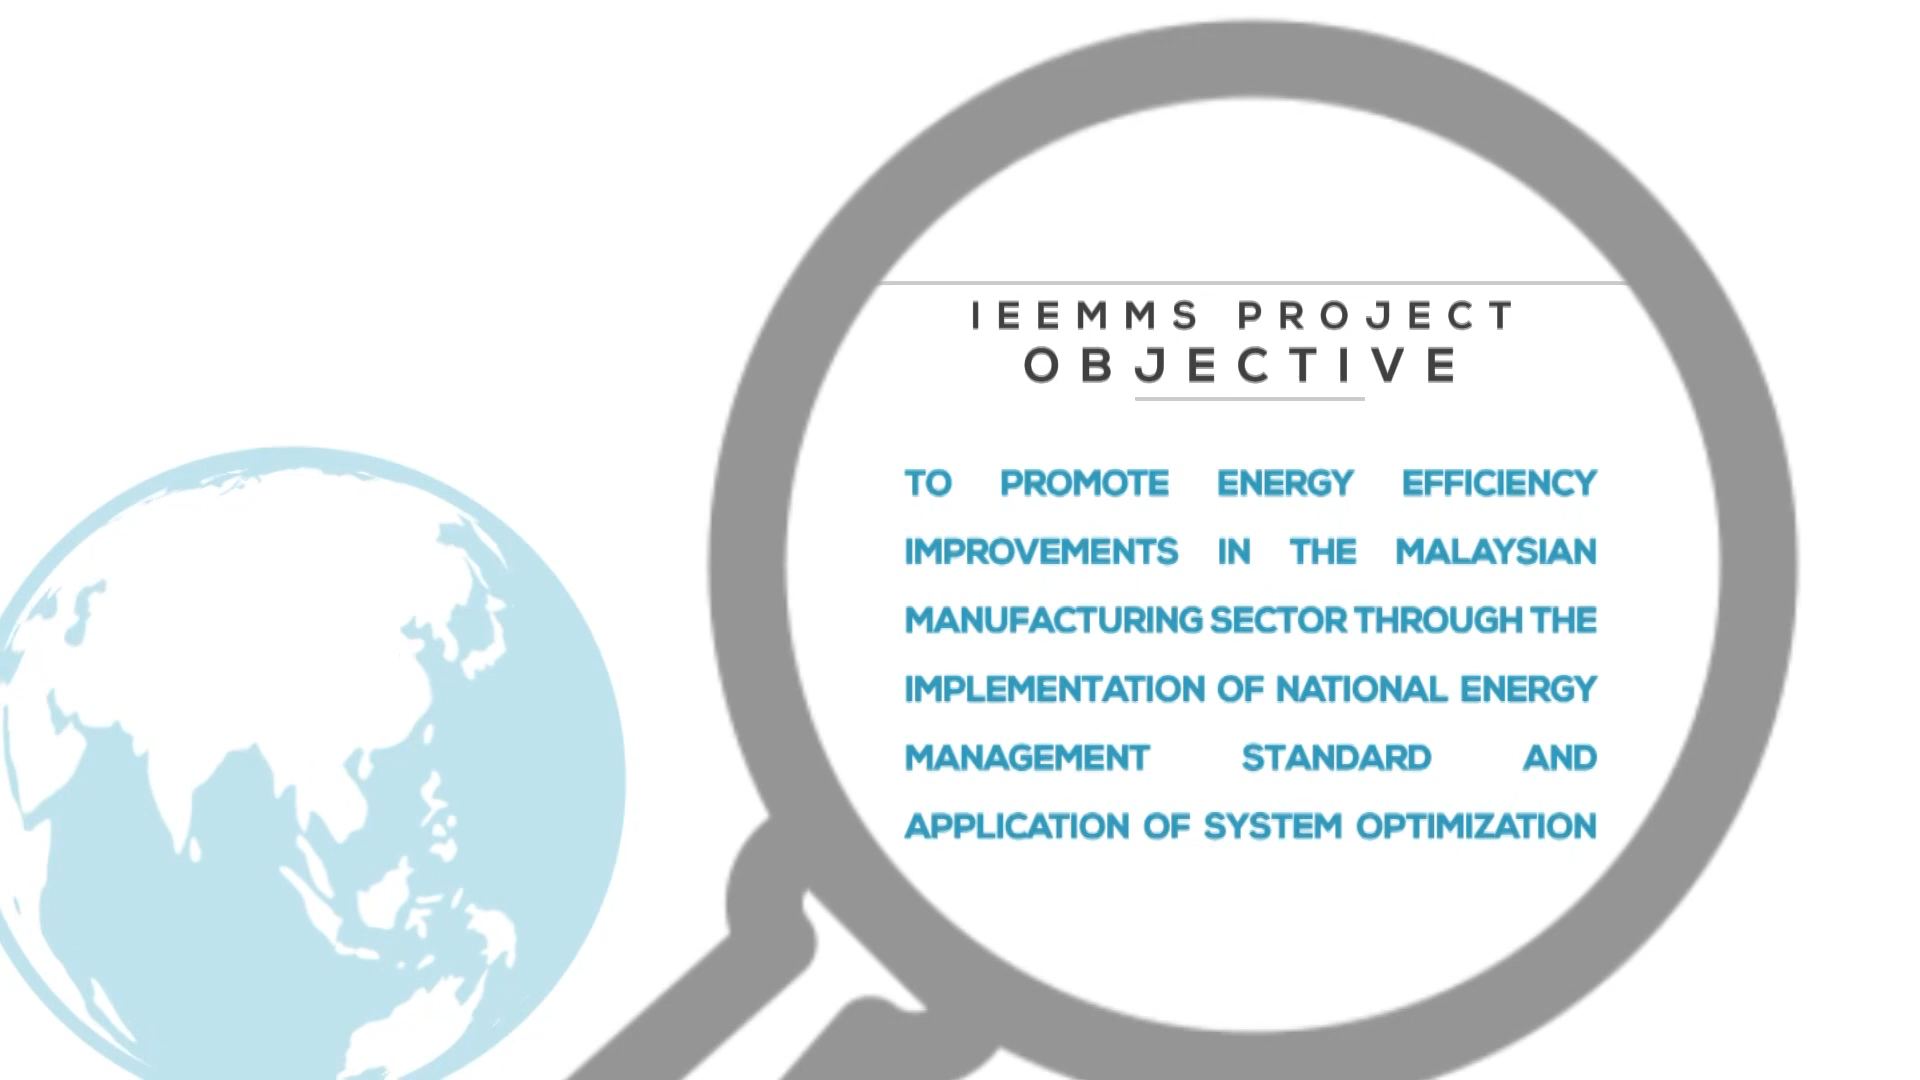 IEEMMS PROJECT
OBJECTIVE
TO PROMOTE ENERGY EFFICIENCY
IMPROVEMENTS IN THE MALAYSIAN
MANUFACTURING SECTOR THROUGH THE
IMPLEMENTATION OF NATIONAL ENERGY
MANAGEMENT STANDARD AND
APPLICATION OF SYSTEM OPTIMIZATION